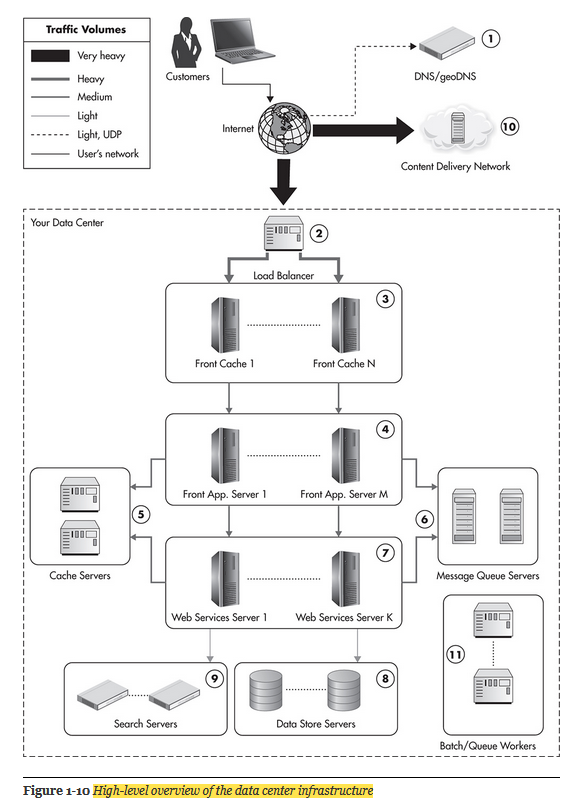 Traffic Volumes
Very heavy
Heavy
Medium
Light
Light, UDP
User's network
Customers
1
DNS/geoDNS
Internet
10
Content Delivery Network
Your Data Center
2
Load Balancer
3
Front Cache 1
Front Cache N
4
Front App. Server 1
Front App. Server M
5
6
Cache Servers
Message Queue Servers
7
Web Services Server 1
Web Services Server K
9
8
Search Servers
Data Store Servers
11
Batch/Queue Workers
Figure 1-10 High-level overview of the data center infrastructure